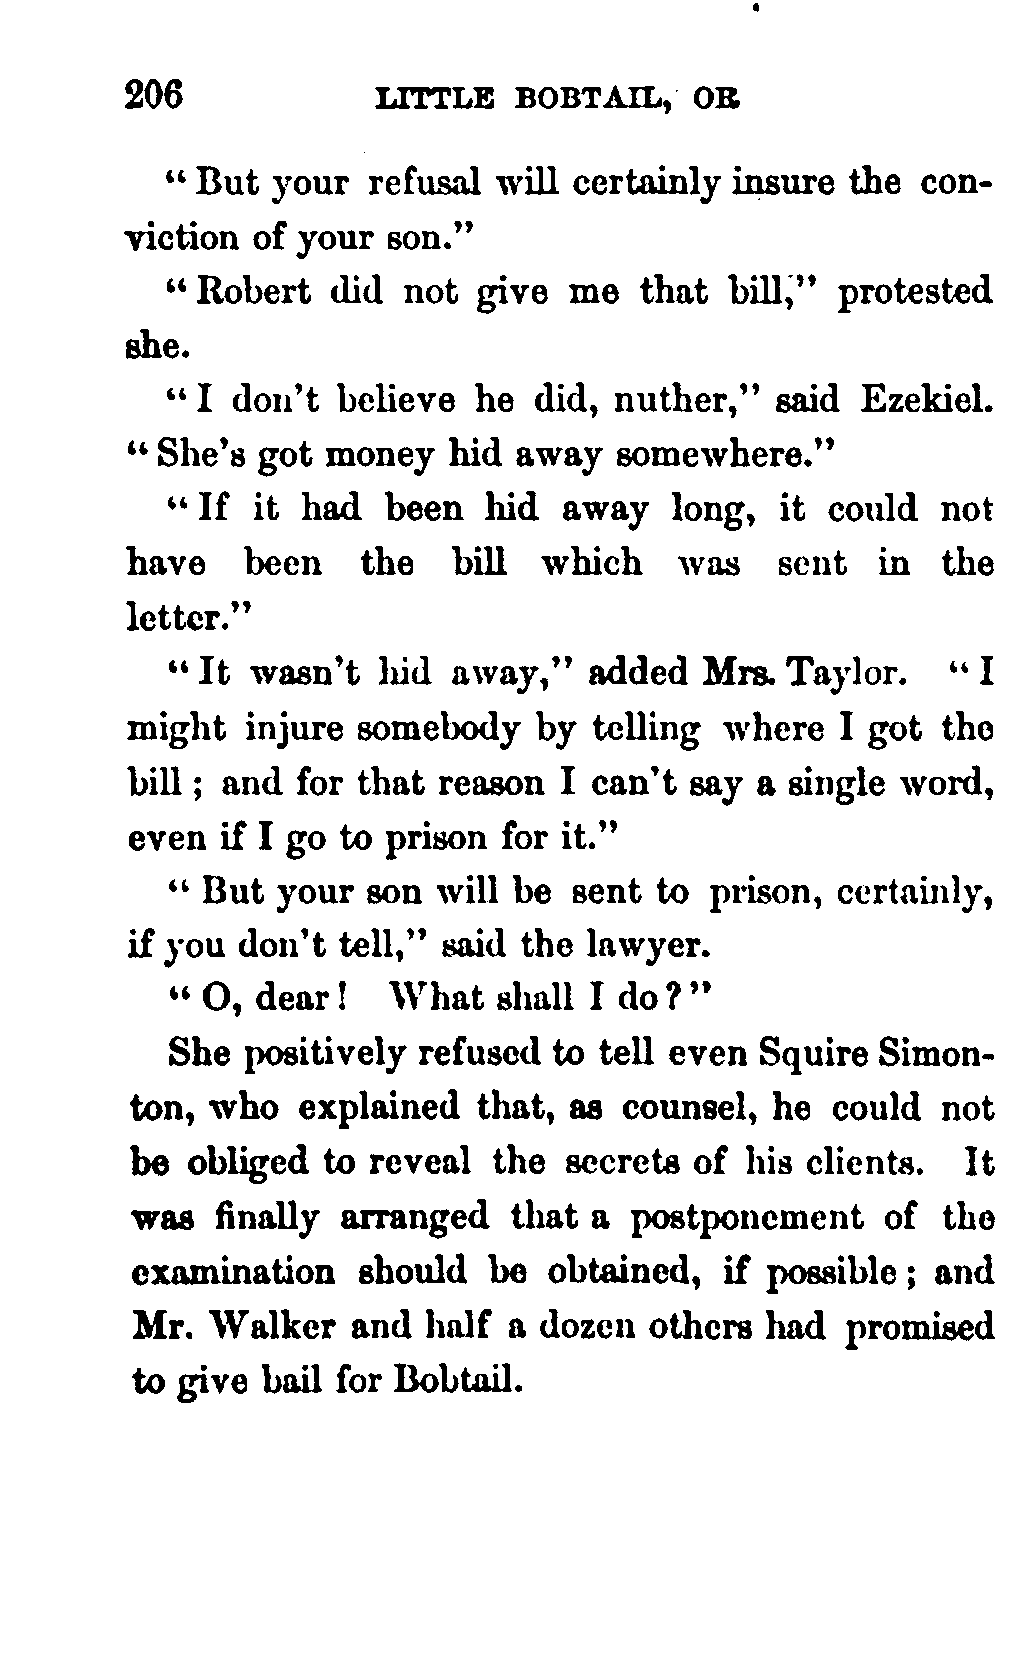 206 LITTLE BOBTAIL, OR
“But your refusal will certainly insure the con-
viction of your son.”
“Robert did not give me that bill,” protested
she.
“I don't believe he did, nuther,” said Ezekiel.
“She's got money hid away somewhere.”
“If it had been hid away long, it could not
have been the bill which was sent in the
letter.”
“It wasn't hid away,” added Mrs. Taylor. “I
might injure somebody by telling where I got the
bill; and for that reason I can't say a single word,
even if I go to prison for it.”
“But your son will be sent to prison, certainly,
if you don't tell,” said the lawyer.
“O, dear! What shall I do?”
She positively refused to tell even Squire Simon-
ton, who explained that, as counsel, he could not
be obliged to reveal the secrets of his clients. It
was finally arranged that a postponement of the
examination should be obtained, if possible; and
Mr. Walker and half a dozen others had promised
to give bail for Bobtail.